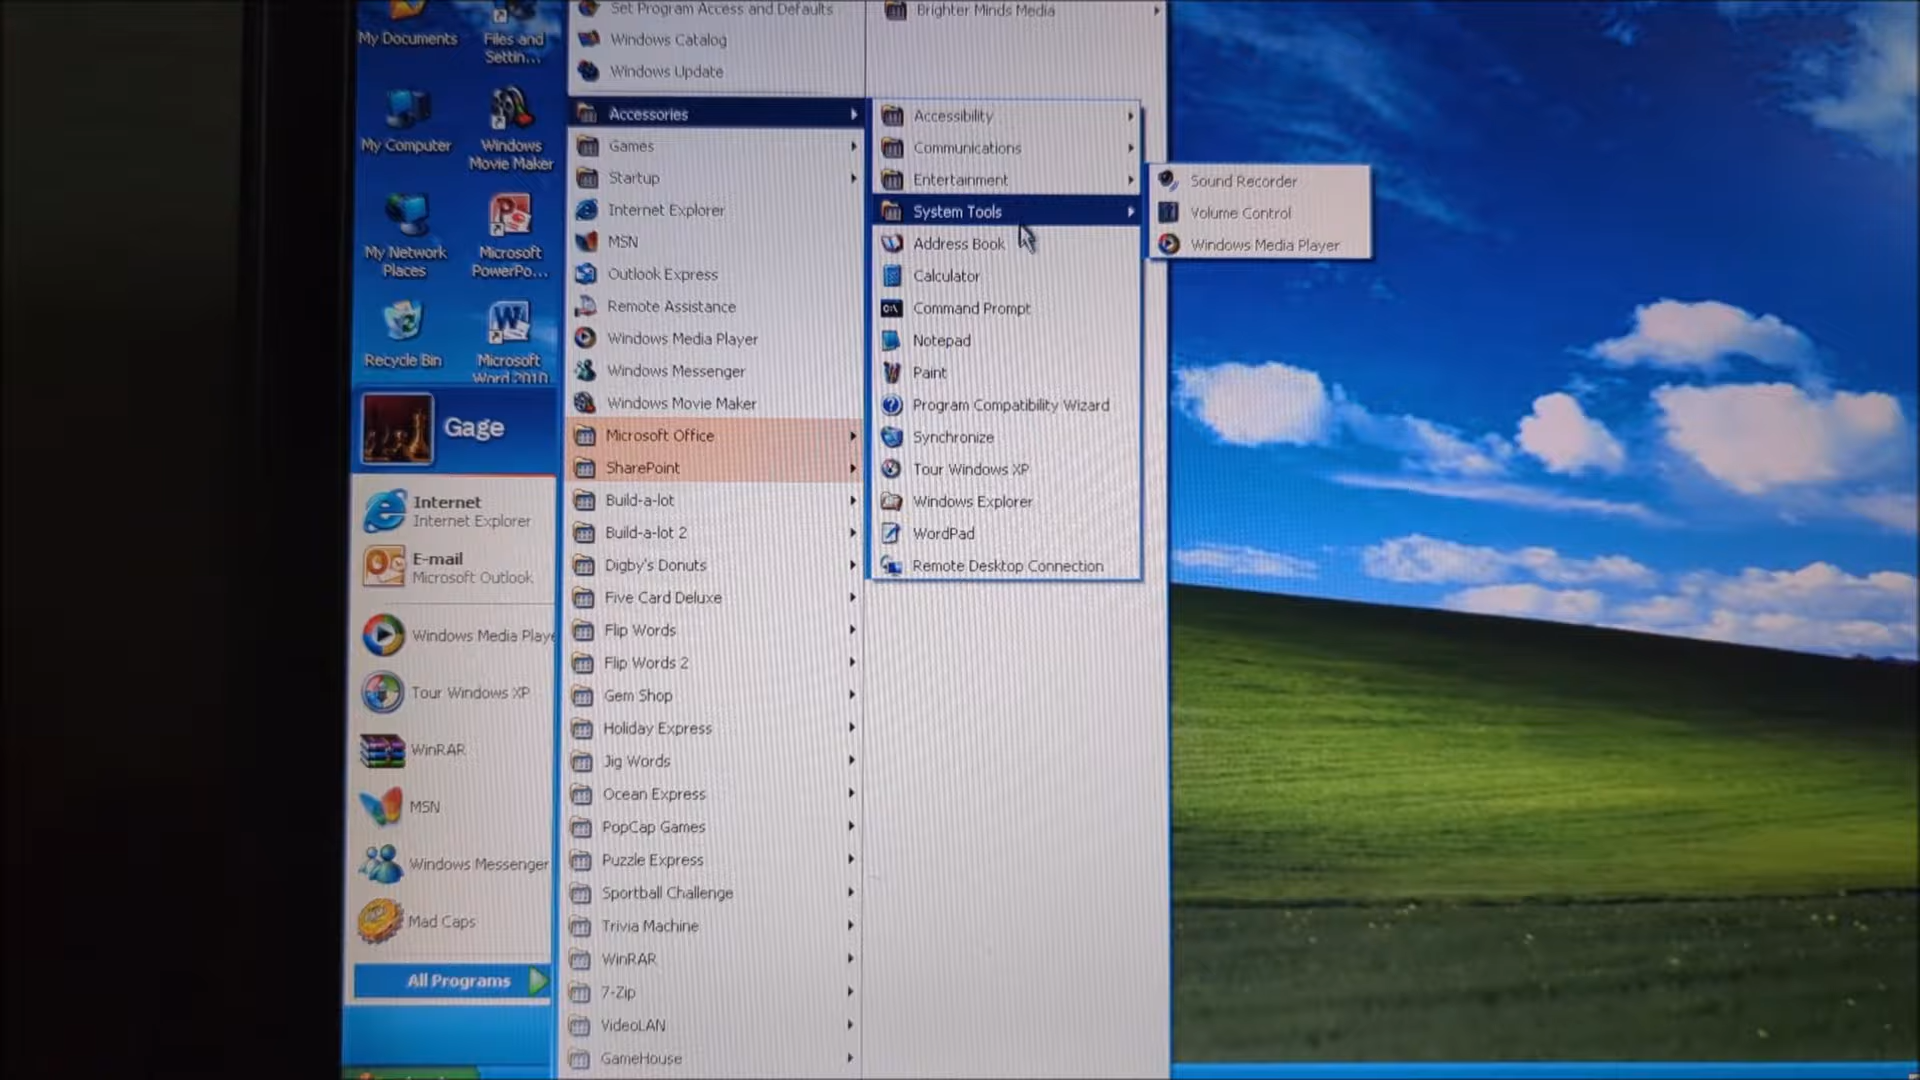 My Documents
Files and
Settin...
My Computer
Windows
Movie Maker
My Network
Places
Microsoft
PowerPo...
Recycle Bin
Microsoft
Word 2010
Gage
Internet
Internet Explorer
E-mail
Microsoft Outlook
Windows Media Playe
Tour Windows XP
WinRAR
MSN
Windows Messenger
Mad Caps
All Programs
Set Program Access and Defaults
Windows Catalog
Windows Update
Accessories
Games
Startup
Internet Explorer
MSN
Outlook Express
Remote Assistance
Windows Media Player
Windows Messenger
Windows Movie Maker
Microsoft Office
SharePoint
Build-a-lot
Build-a-lot 2
Digby's Donuts
Five Card Deluxe
Flip Words
Flip Words 2
Gem Shop
Holiday Express
Jig Words
Ocean Express
PopCap Games
Puzzle Express
Sportball Challenge
Trivia Machine
WinRAR
7-Zip
VideoLAN
GameHouse
Brighter Minds Media
Accessibility
Communications
Entertainment
System Tools
Address Book
Calculator
Command Prompt
Notepad
Paint
Program Compatibility Wizard
Synchronize
Tour Windows XP
Windows Explorer
WordPad
Remote Desktop Connection
Sound Recorder
Volume Control
Windows Media Player